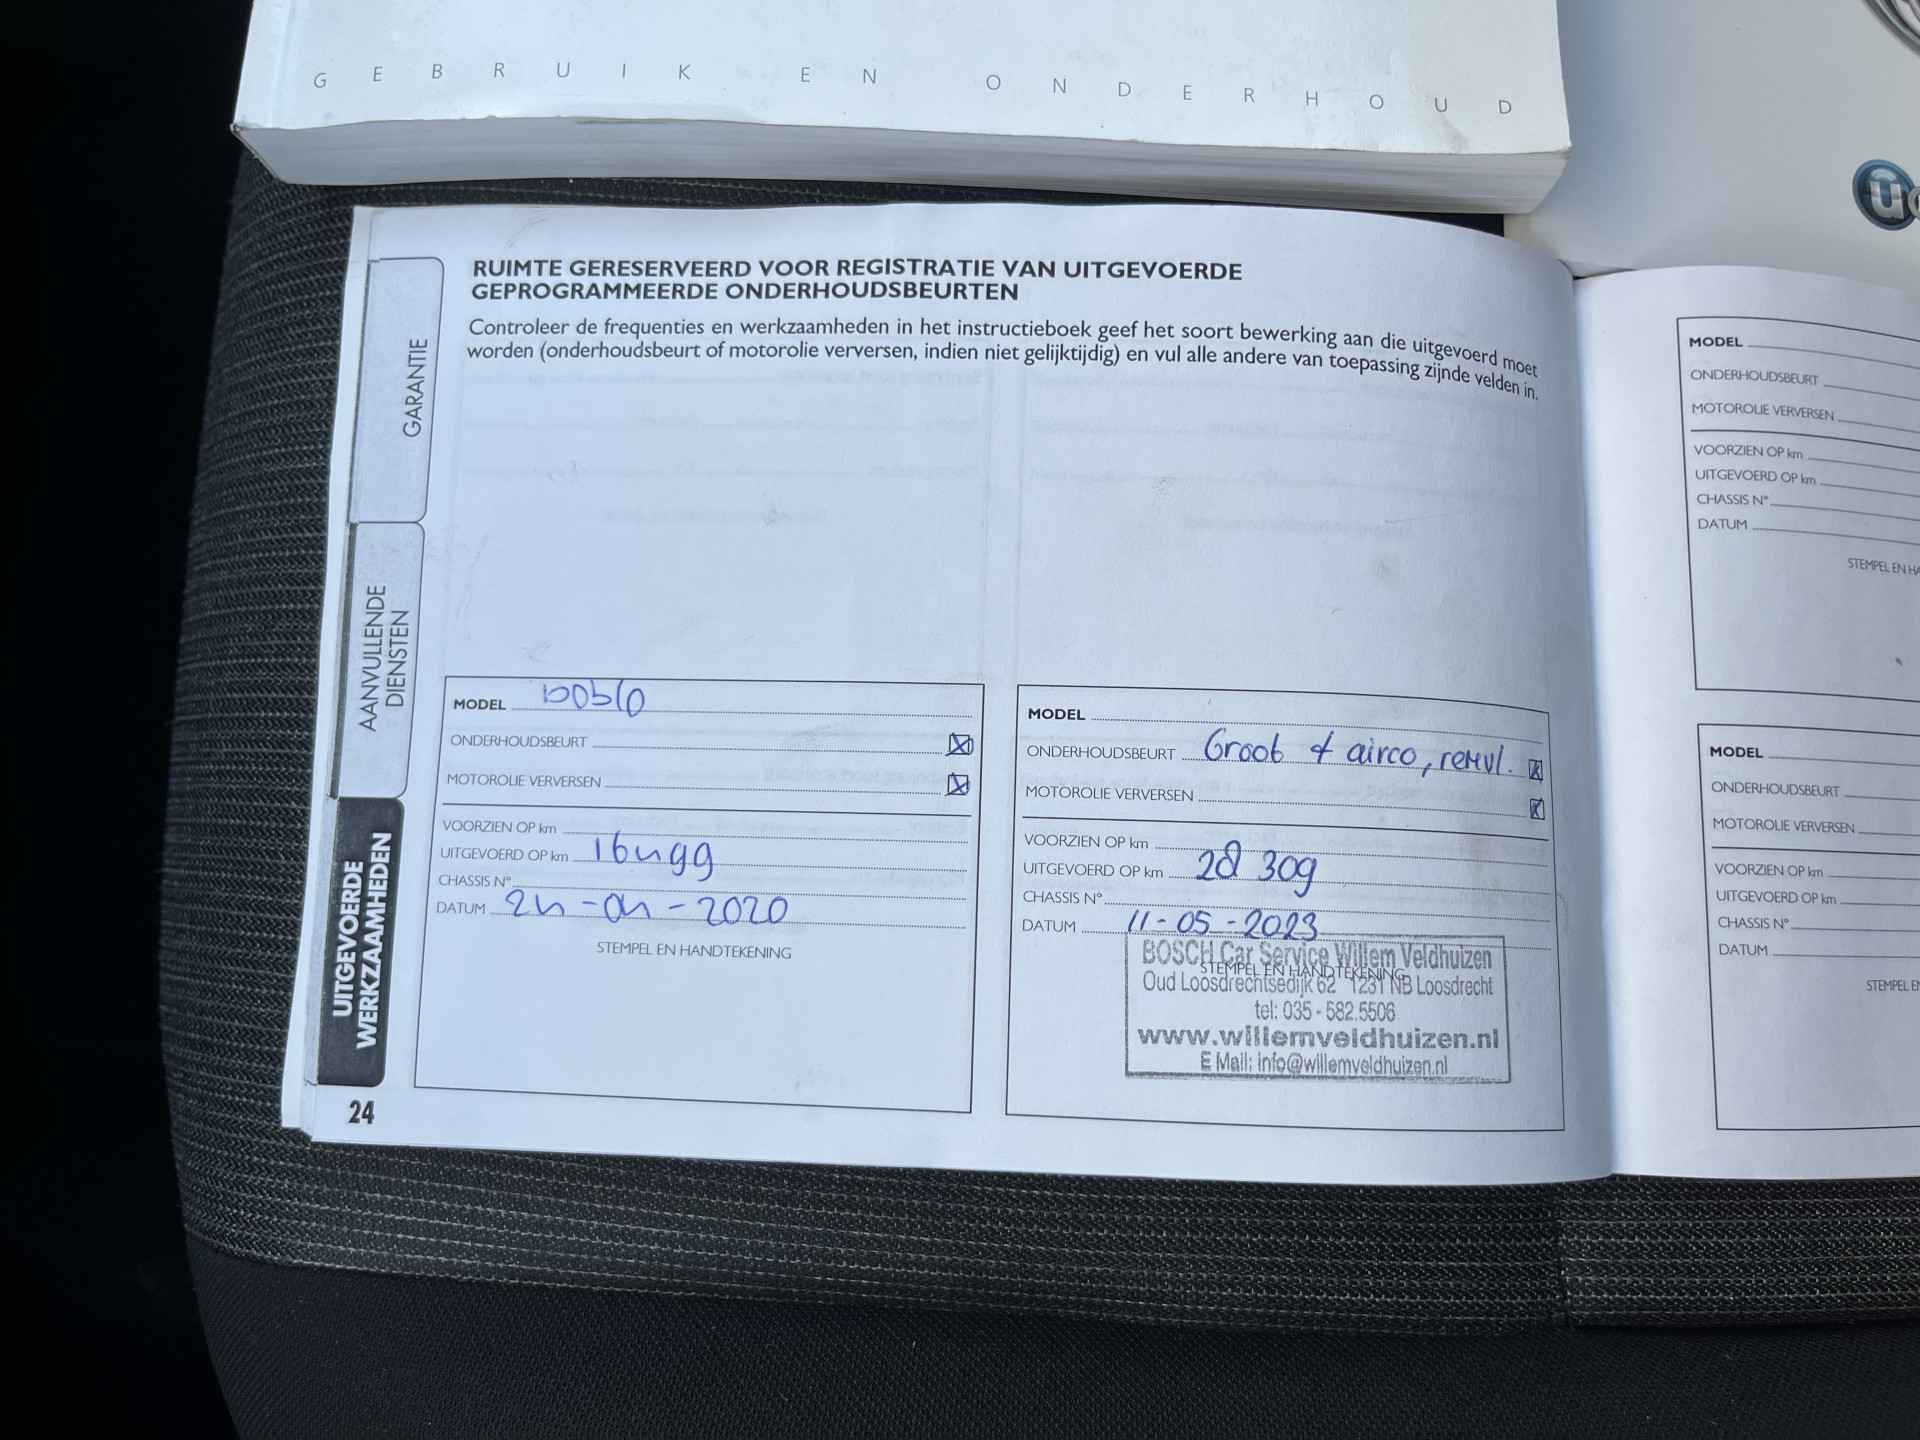 GEBRUIK EN ONDERHOUD
RUIMTE GERESERVEERD VOOR REGISTRATIE VAN UITGEVOERDE
GEPROGRAMMEERDE ONDERHOUDSBEURTEN
Controleer de frequenties en werkzaamheden in het instructieboek geef het soort bewerking aan die uitgevoerd moet
worden (onderhoudsbeurt of motorolie verversen, indien niet gelijktijdig) en vul alle andere van toepassing zijnde velden in.
GARANTIE
AANVULLENDE
DIENSTEN
UITGEVOERDE
WERKZAAMHEDEN
MODEL Doblo
ONDERHOUDSBEURT
MOTOROLIE VERVERSEN
VOORZIEN OP km
UITGEVOERD OP km 16499
CHASSIS N°
DATUM 24-04-2020
STEMPEL EN HANDTEKENING
MODEL
ONDERHOUDSBEURT Groot + airco, remvl.
MOTOROLIE VERVERSEN
VOORZIEN OP km
UITGEVOERD OP km 28 309
CHASSIS N°
DATUM 11-05-2023
STEMPEL EN HANDTEKENING
BOSCH Car Service Willem Veldhuizen
Oud Loosdrechtsedijk 62 1231 NB Loosdrecht
tel: 035 - 582.5506
www.willemveldhuizen.nl
E Mail: info@willemveldhuizen.nl
24
MODEL
ONDERHOUDSBEURT
MOTOROLIE VERVERSEN
VOORZIEN OP km
UITGEVOERD OP km
CHASSIS N°
DATUM
STEMPEL EN
MODEL
ONDERHOUDSBEURT
MOTOROLIE VERVERSEN
VOORZIEN OP km
UITGEVOERD OP km
CHASSIS N°
DATUM
STEMPEL